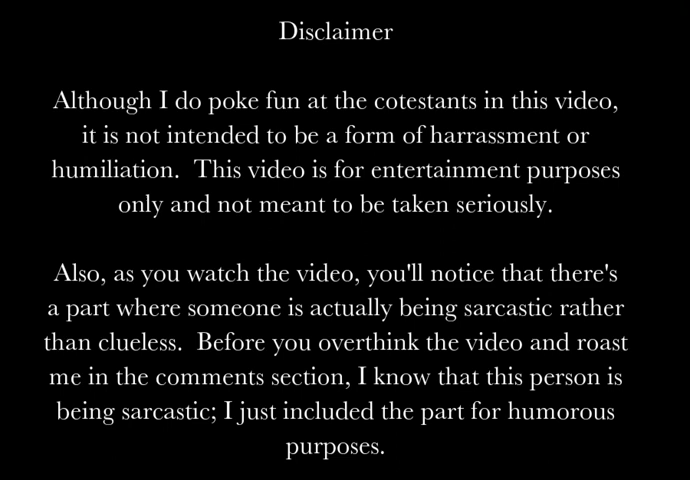 Disclaimer
Although I do poke fun at the cotestants in this video,
it is not intended to be a form of harrassment or
humiliation.  This video is for entertainment purposes
only and not meant to be taken seriously.
Also, as you watch the video, you'll notice that there's
a part where someone is actually being sarcastic rather
than clueless.  Before you overthink the video and roast
me in the comments section, I know that this person is
being sarcastic; I just included the part for humorous
purposes.